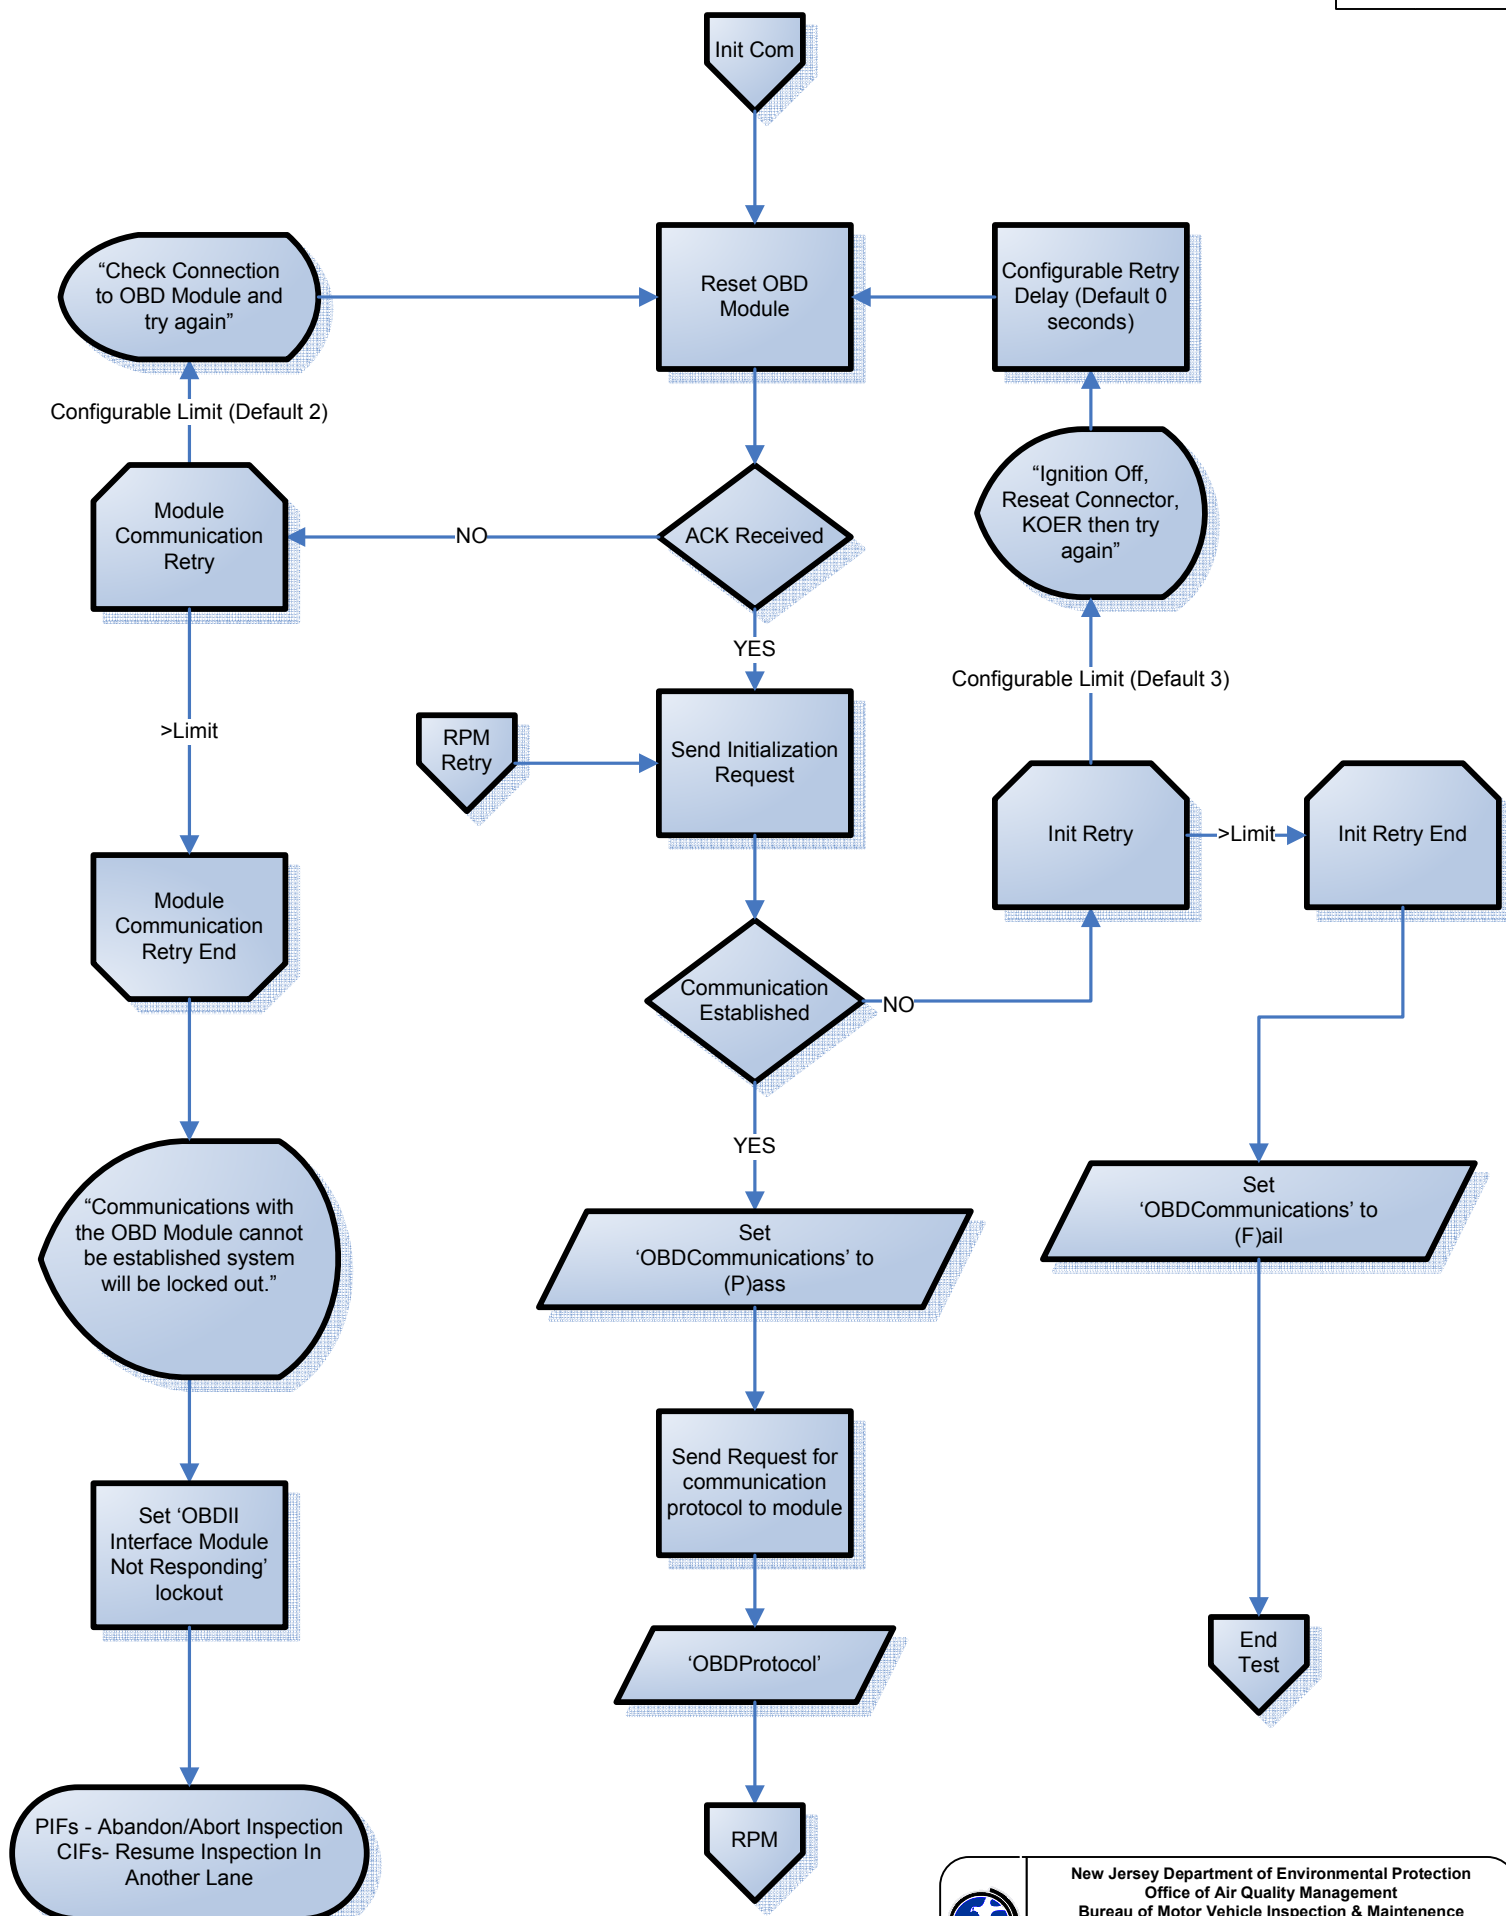 Init Com
“Check Connection
to OBD Module and
try again”
Reset OBD
Module
Configurable Retry
Delay (Default 0
seconds)
Configurable Limit (Default 2)
Module
Communication
Retry
NO
ACK Received
“Ignition Off,
Reseat Connector,
KOER then try
again”
YES
Configurable Limit (Default 3)
>Limit
RPM
Retry
Send Initialization
Request
Init Retry
>Limit
Init Retry End
Module
Communication
Retry End
Communication
Established
NO
YES
“Communications with
the OBD Module cannot
be established system
will be locked out.”
Set
‘OBDCommunications’ to
(P)ass
Set
‘OBDCommunications’ to
(F)ail
Send Request for
communication
protocol to module
Set ‘OBDII
Interface Module
Not Responding’
lockout
‘OBDProtocol’
End
Test
PIFs - Abandon/Abort Inspection
CIFs- Resume Inspection In
Another Lane
RPM
New Jersey Department of Environmental Protection
Office of Air Quality Management
Bureau of Motor Vehicle Inspection & Maintenence